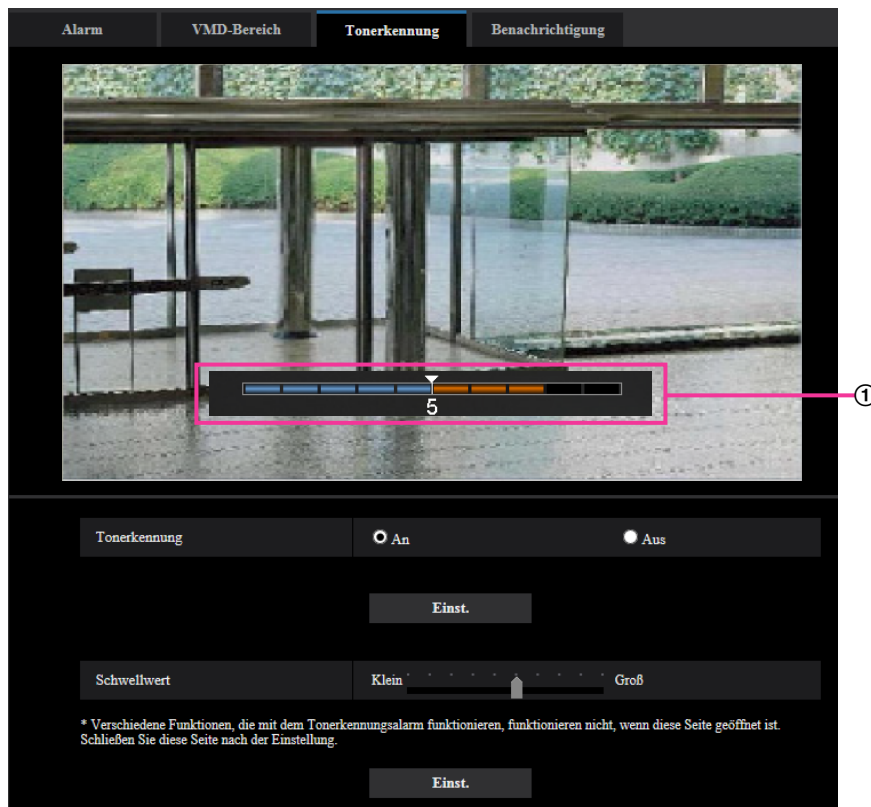 Alarm VMD-Bereich Tonerkennung Benachrichtigung
5
①
Tonerkennung An Aus
Einst.
Schwellwert Klein Groß
* Verschiedene Funktionen, die mit dem Tonerkennungsalarm funktionieren, funktionieren nicht, wenn diese Seite geöffnet ist.
Schließen Sie diese Seite nach der Einstellung.
Einst.